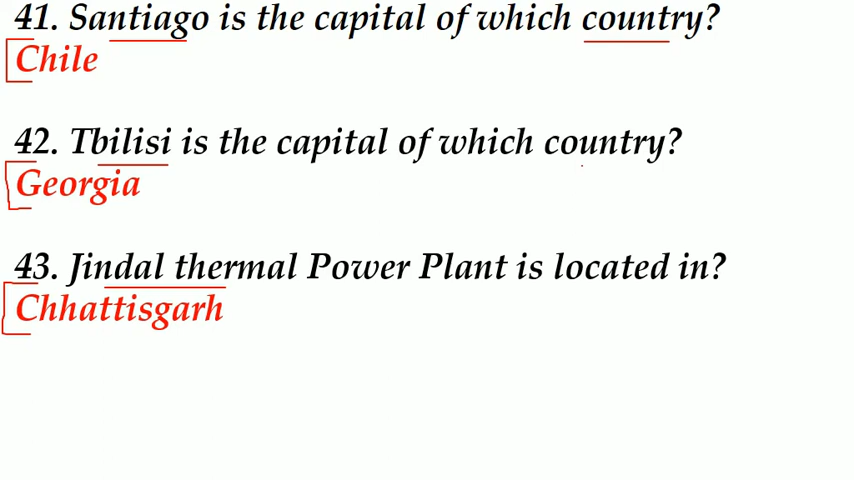 41. Santiago is the capital of which country?
Chile
42. Tbilisi is the capital of which country?
Georgia
43. Jindal thermal Power Plant is located in?
Chhattisgarh